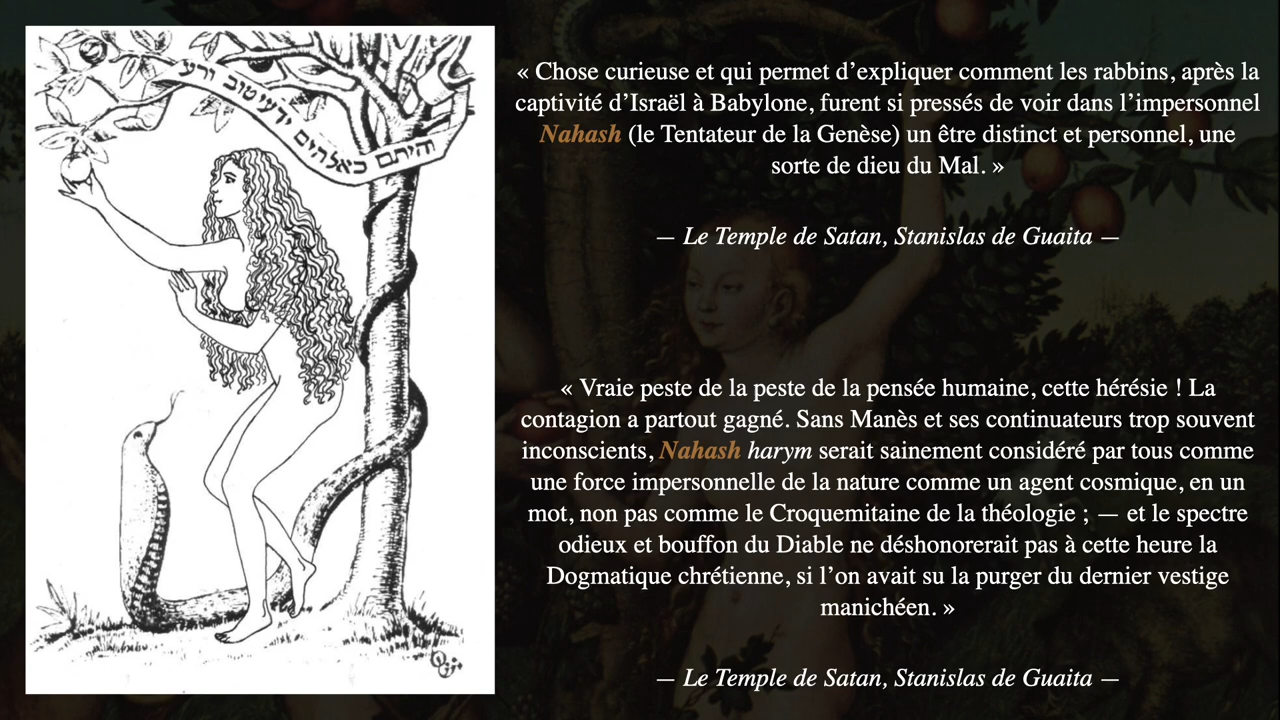 והיתם כאלהים ידעי טוב ורע
« Chose curieuse et qui permet d’expliquer comment les rabbins, après la
captivité d’Israël à Babylone, furent si pressés de voir dans l’impersonnel
Nahash (le Tentateur de la Genèse) un être distinct et personnel, une
sorte de dieu du Mal. »
— Le Temple de Satan, Stanislas de Guaita —
« Vraie peste de la peste de la pensée humaine, cette hérésie ! La
contagion a partout gagné. Sans Manès et ses continuateurs trop souvent
inconscients, Nahash harym serait sainement considéré par tous comme
une force impersonnelle de la nature comme un agent cosmique, en un
mot, non pas comme le Croquemitaine de la théologie ; — et le spectre
odieux et bouffon du Diable ne déshonorerait pas à cette heure la
Dogmatique chrétienne, si l’on avait su la purger du dernier vestige
manichéen. »
— Le Temple de Satan, Stanislas de Guaita —